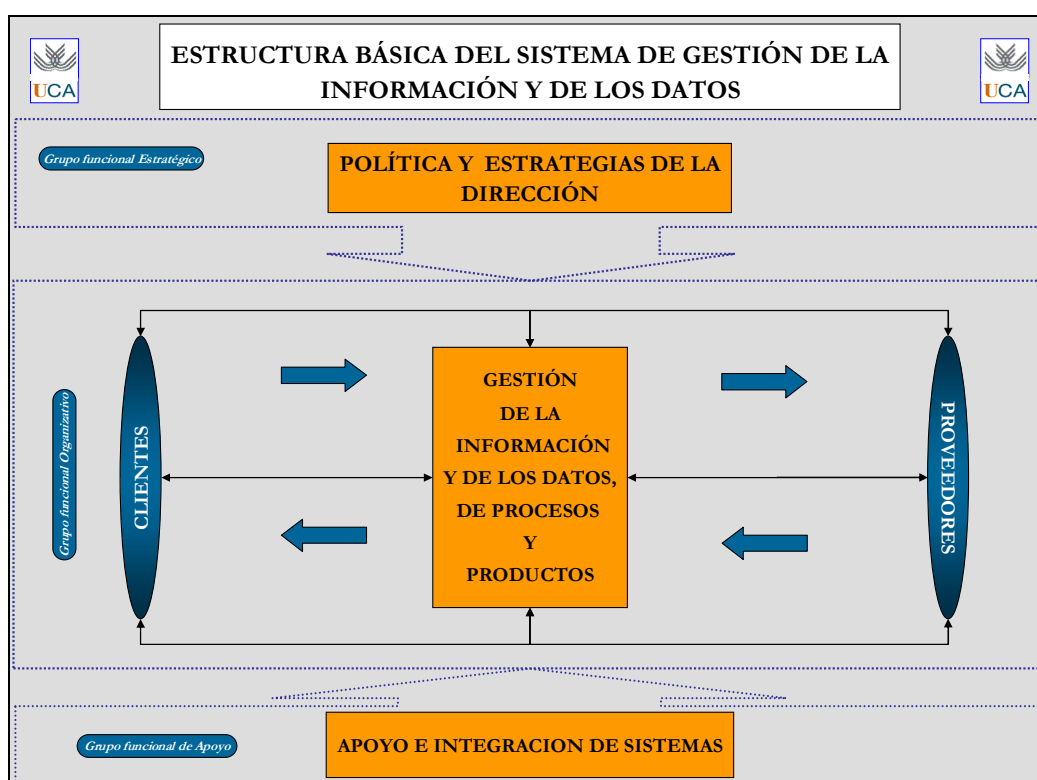 UCA
ESTRUCTURA BÁSICA DEL SISTEMA DE GESTIÓN DE LA
INFORMACIÓN Y DE LOS DATOS
UCA
Grupo funcional Estratégico
POLÍTICA Y ESTRATEGIAS DE LA
DIRECCIÓN
Grupo funcional Organizativo
CLIENTES
GESTIÓN
DE LA
INFORMACIÓN
Y DE LOS DATOS,
DE PROCESOS
Y
PRODUCTOS
PROVEEDORES
Grupo funcional de Apoyo
APOYO E INTEGRACION DE SISTEMAS